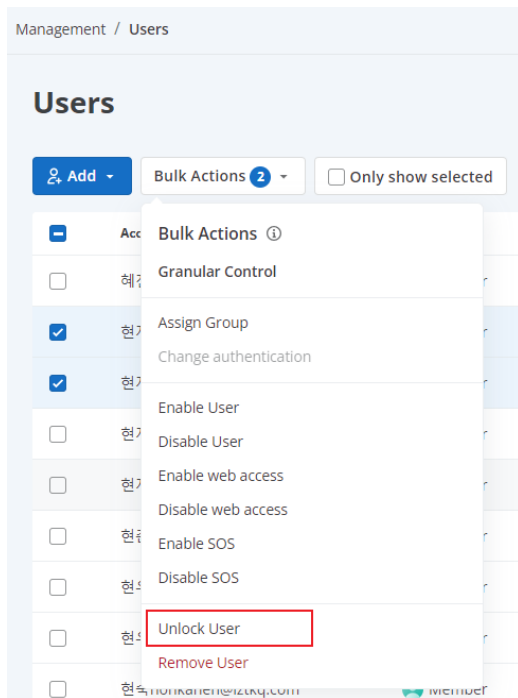 Management / Users
Users
Add
Bulk Actions 2
Only show selected
Bulk Actions
Granular Control
Assign Group
Change authentication
Enable User
Disable User
Enable web access
Disable web access
Enable SOS
Disable SOS
Unlock User
Remove User
Member